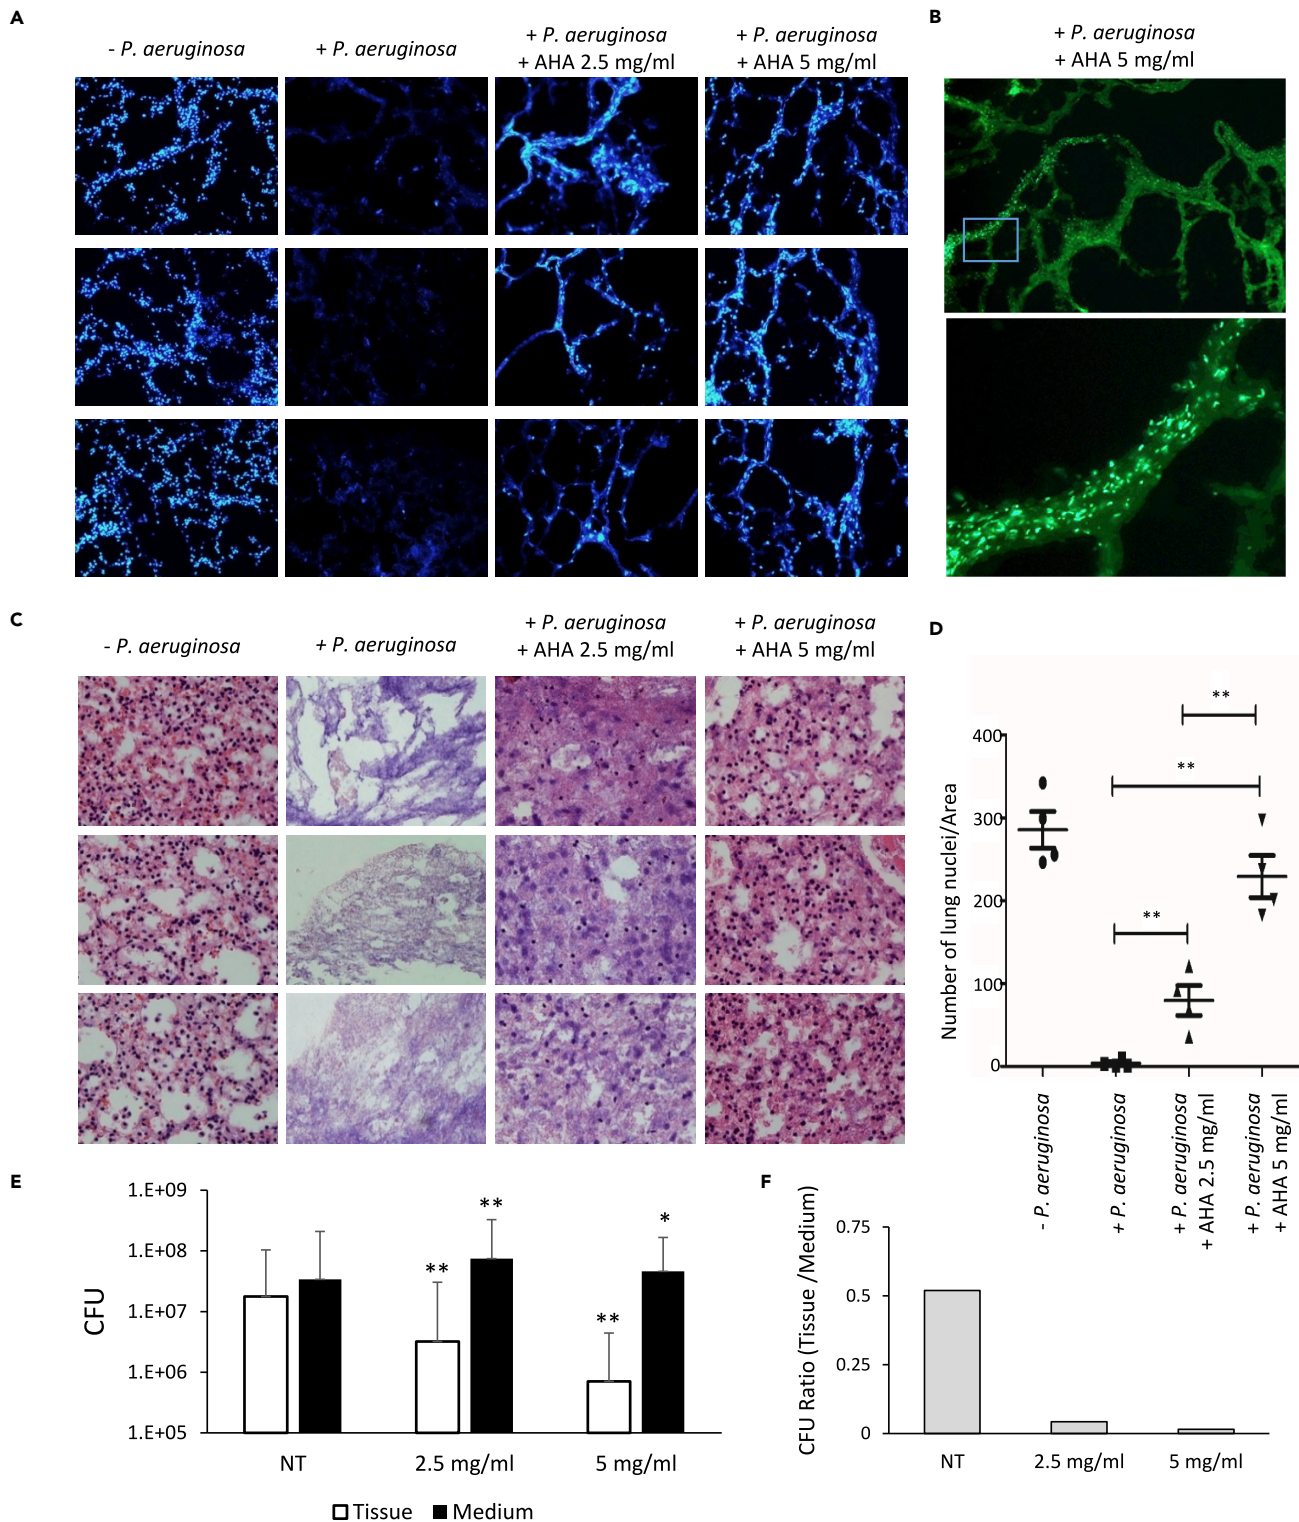 A
- P. aeruginosa
+ P. aeruginosa
+ P. aeruginosa
+ AHA 2.5 mg/ml
+ P. aeruginosa
+ AHA 5 mg/ml
B
+ P. aeruginosa
+ AHA 5 mg/ml
C
- P. aeruginosa
+ P. aeruginosa
+ P. aeruginosa
+ AHA 2.5 mg/ml
+ P. aeruginosa
+ AHA 5 mg/ml
D
Number of lung nuclei/Area
400
300
200
100
0
**
**
**
- P. aeruginosa
+ P. aeruginosa
+ P. aeruginosa
+ AHA 2.5 mg/ml
+ P. aeruginosa
+ AHA 5 mg/ml
E
CFU
1.E+09
1.E+08
1.E+07
1.E+06
1.E+05
**
**
**
*
NT
2.5 mg/ml
5 mg/ml
Tissue
Medium
F
CFU Ratio (Tissue /Medium)
0.75
0.5
0.25
0
NT
2.5 mg/ml
5 mg/ml